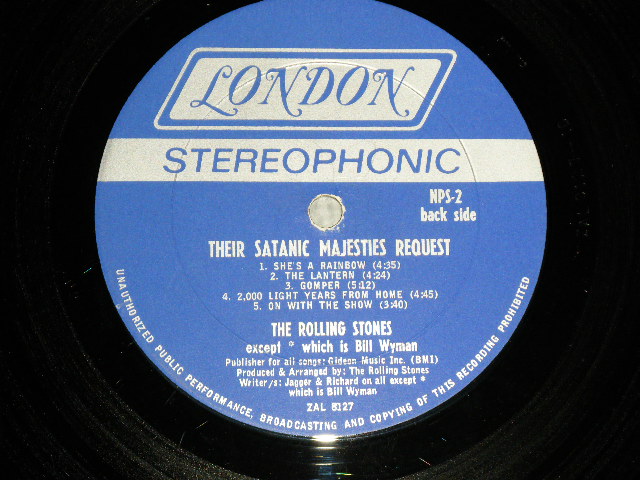 LONDON
STEREOPHONIC
NPS-2
back side
THEIR SATANIC MAJESTIES REQUEST
1. SHE'S A RAINBOW (4:35)
2. THE LANTERN (4:24)
3. GOMPER (5:12)
4. 2,000 LIGHT YEARS FROM HOME (4:45)
5. ON WITH THE SHOW (3:40)
THE ROLLING STONES
except * which is Bill Wyman
Publisher for all songs: Gideon Music Inc. (BMI)
Produced & Arranged by: The Rolling Stones
Writer/s: Jagger & Richard on all except *
which is Bill Wyman
ZAL 8127
UNAUTHORIZED PUBLIC PERFORMANCE, BROADCASTING AND COPYING OF THIS RECORDING PROHIBITED